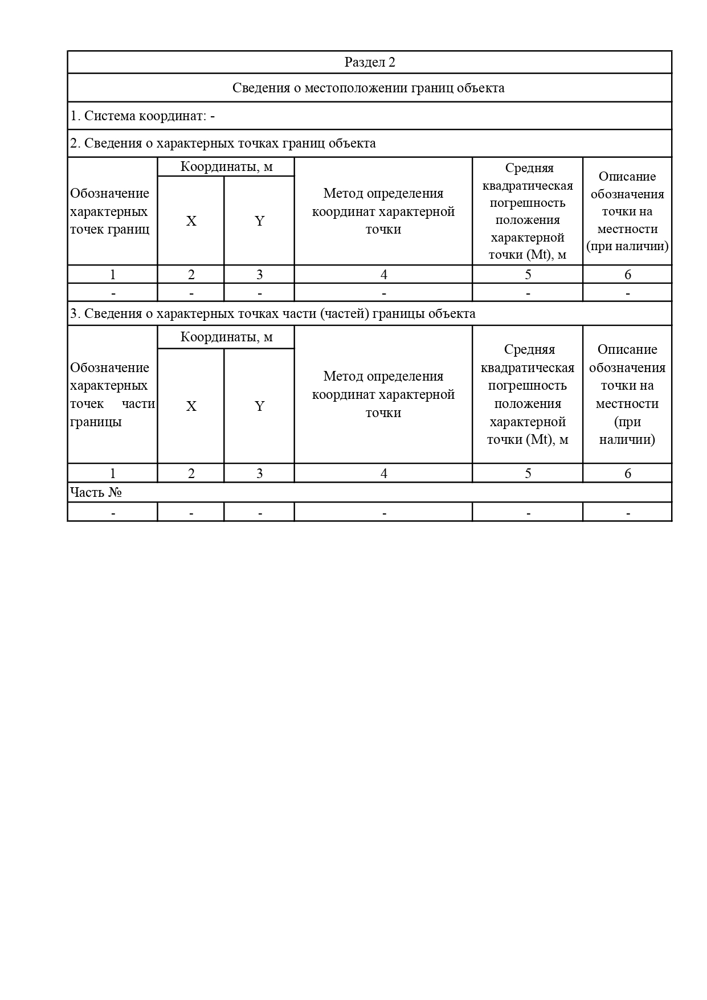 Раздел 2
Сведения о местоположении границ объекта
1. Система координат: -
2. Сведения о характерных точках границ объекта
Обозначение
характерных
точек границ
Координаты, м
X
Y
Метод определения
координат характерной
точки
Средняя
квадратическая
погрешность
положения
характерной
точки (Mt), м
Описание
обозначения
точки на
местности
(при наличии)
1 2 3 4 5 6
- - - - - -
3. Сведения о характерных точках части (частей) границы объекта
Обозначение
характерных
точек части
границы
Координаты, м
X
Y
Метод определения
координат характерной
точки
Средняя
квадратическая
погрешность
положения
характерной
точки (Mt), м
Описание
обозначения
точки на
местности
(при
наличии)
1 2 3 4 5 6
Часть №
- - - - - -